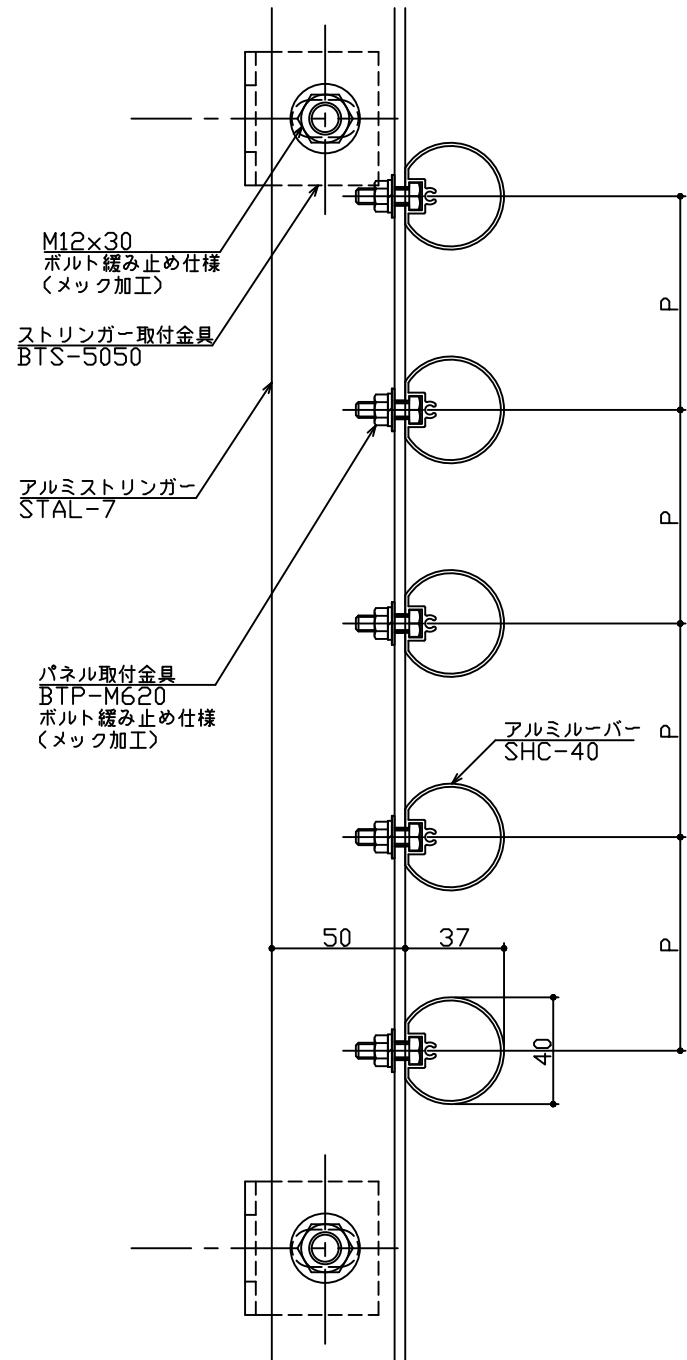 M12×30
ボルト緩み止め仕様
(メック加工)
ストリンガー取付金具
BTS-5050
アルミストリンガー
STAL-7
パネル取付金具
BTP-M620
ボルト緩み止め仕様
(メック加工)
アルミルーバー
SHC-40
P
P
P
P
50
37
40